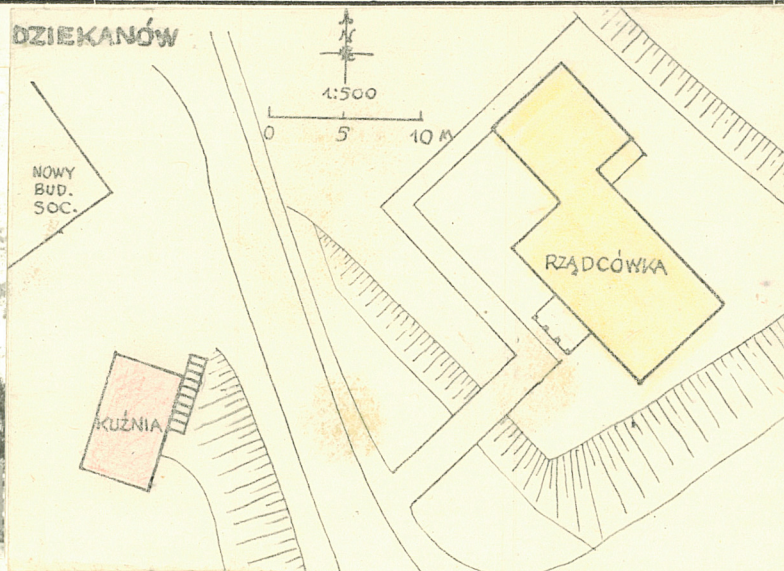 DZIEKANÓW
N
1:500
0 5 10 M
NOWY
BUD.
SOC.
RZĄDCÓWKA
KUŹNIA